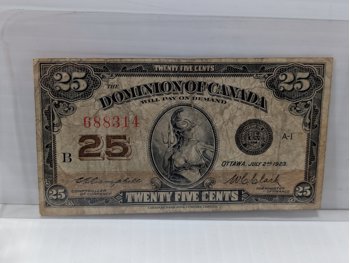 TWENTY FIVE CENTS
25 THE DOMINION OF CANADA 25
WILL PAY ON DEMAND
688314
A-1
B 25
OTTAWA, JULY 2ND 1923.
25 TWENTY FIVE CENTS 25